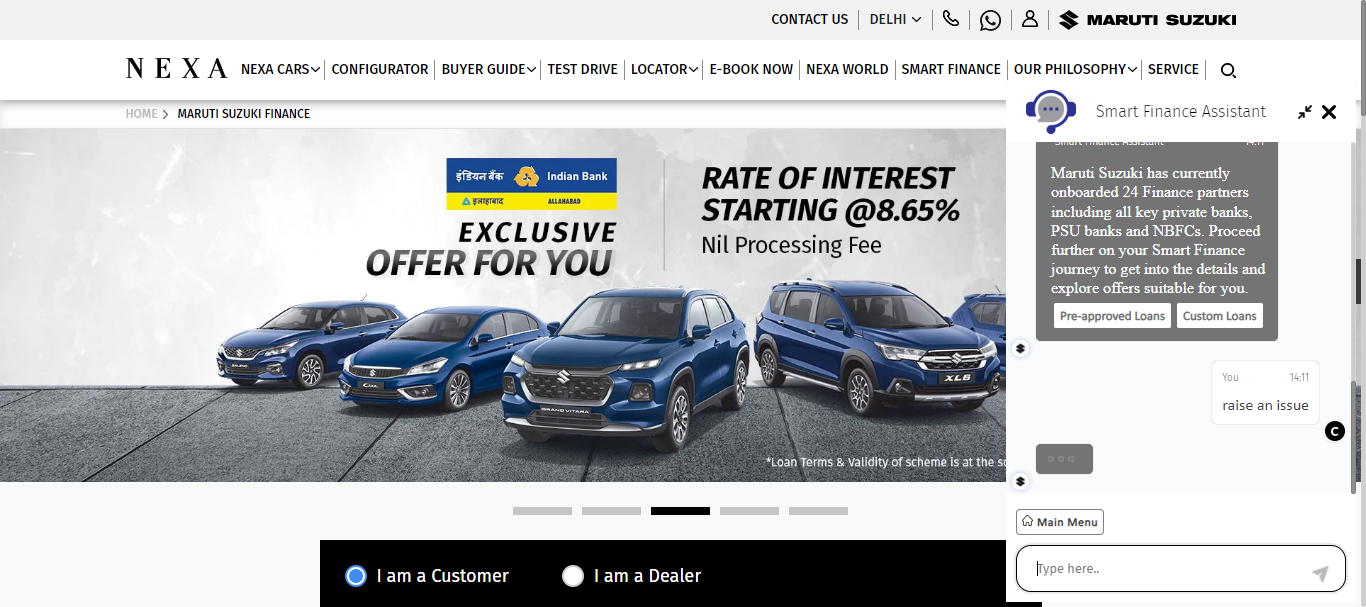 CONTACT US
DELHI
MARUTI SUZUKI
NEXA
NEXA CARS
CONFIGURATOR
BUYER GUIDE
TEST DRIVE
LOCATOR
E-BOOK NOW
NEXA WORLD
SMART FINANCE
OUR PHILOSOPHY
SERVICE
HOME
MARUTI SUZUKI FINANCE
इंडियन बैंक
Indian Bank
इलाहाबाद
ALLAHABAD
EXCLUSIVE
OFFER FOR YOU
RATE OF INTEREST
STARTING @8.65%
Nil Processing Fee
BALENO
CIAZ
GRAND VITARA
XL6
*Loan Terms & Validity of scheme is at the
I am a Customer
I am a Dealer
Smart Finance Assistant
Smart Finance Assistant
14:11
Maruti Suzuki has currently
onboarded 24 Finance partners
including all key private banks,
PSU banks and NBFCs. Proceed
further on your Smart Finance
journey to get into the details and
explore offers suitable for you.
Pre-approved Loans
Custom Loans
You
14:11
raise an issue
C
Main Menu
Type here..